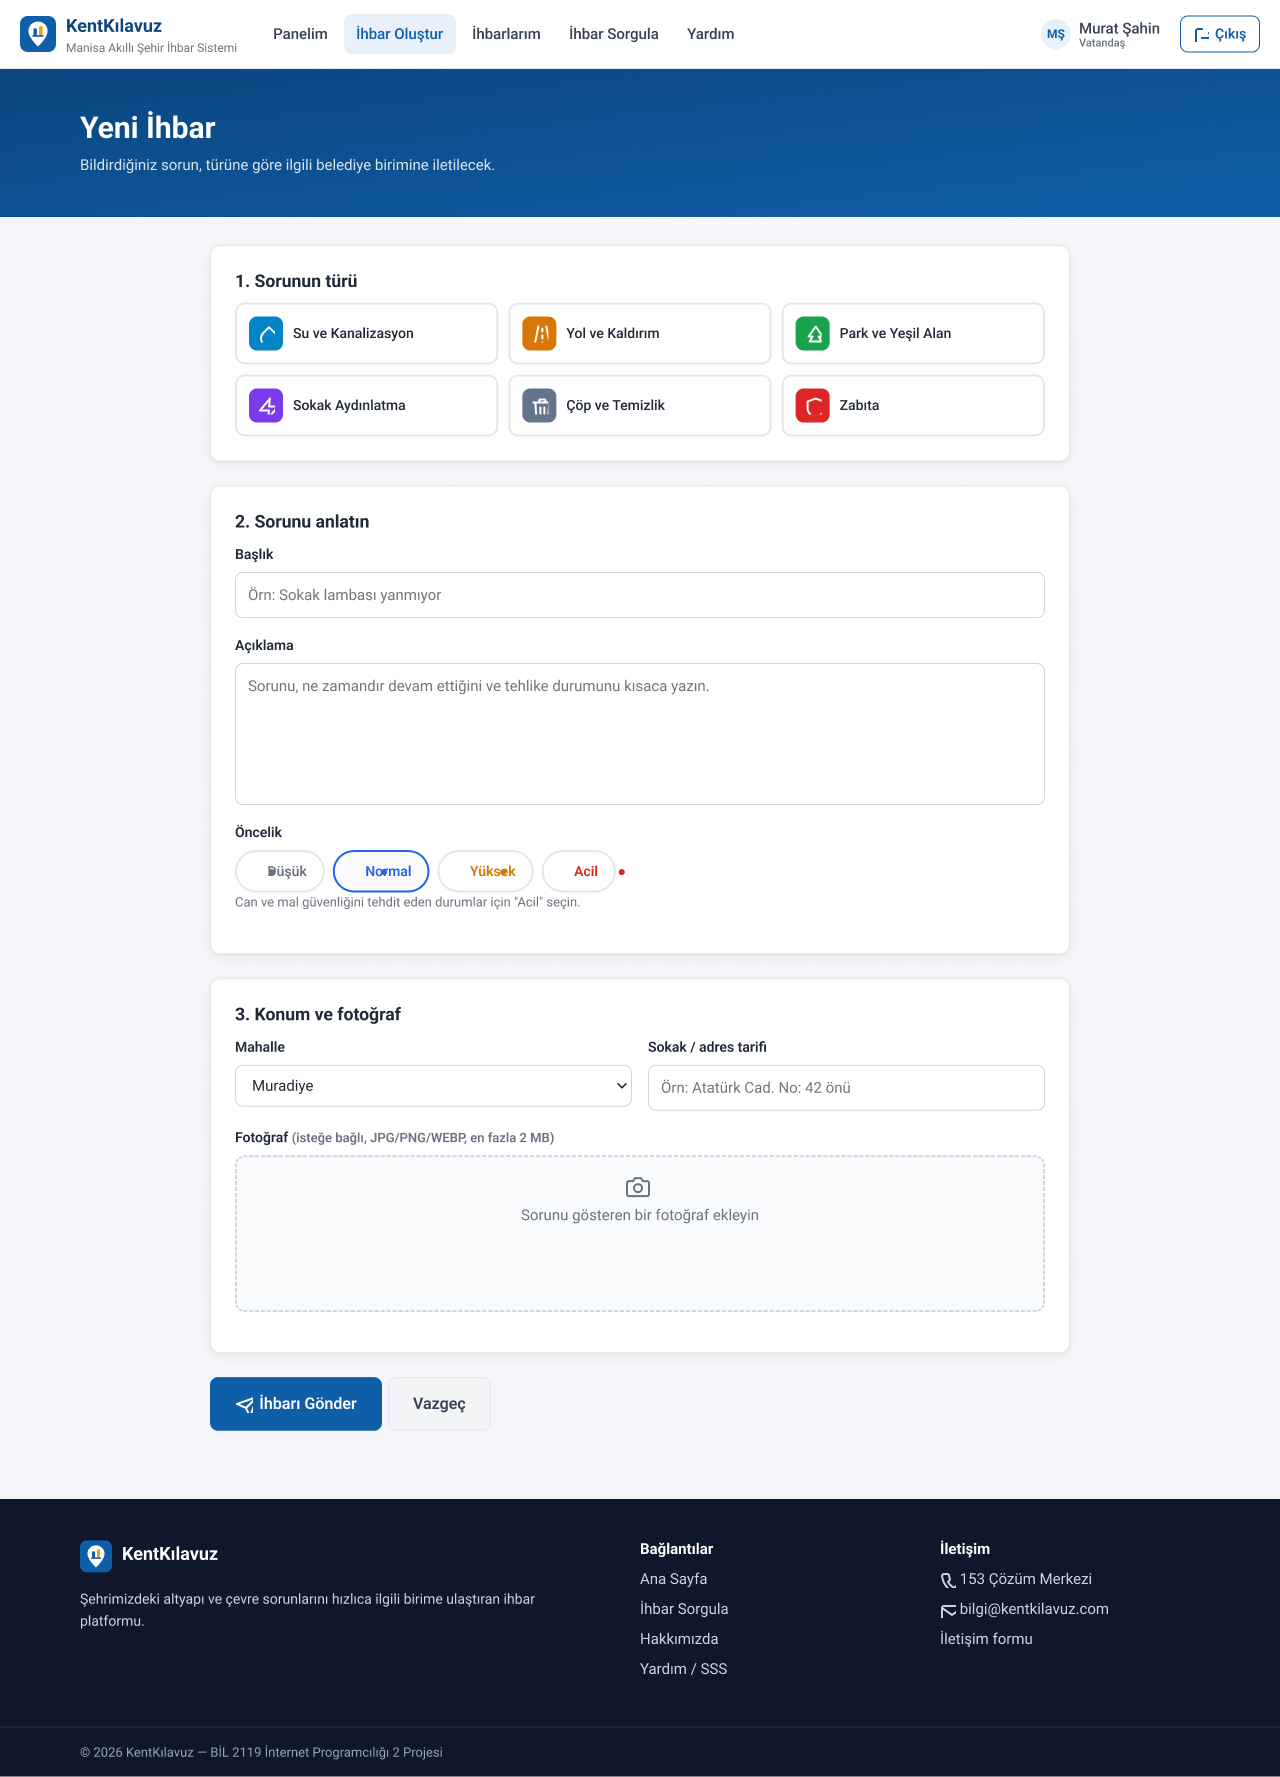 KentKılavuz
Manisa Akıllı Şehir İhbar Sistemi
Panelim
İhbar Oluştur
İhbarlarım
İhbar Sorgula
Yardım
MŞ
Murat Şahin
Vatandaş
Çıkış
Yeni İhbar
Bildirdiğiniz sorun, türüne göre ilgili belediye birimine iletilecek.
1. Sorunun türü
Su ve Kanalizasyon
Yol ve Kaldırım
Park ve Yeşil Alan
Sokak Aydınlatma
Çöp ve Temizlik
Zabıta
2. Sorunu anlatın
Başlık
Örn: Sokak lambası yanmıyor
Açıklama
Sorunu, ne zamandır devam ettiğini ve tehlike durumunu kısaca yazın.
Öncelik
Düşük
Normal
Yüksek
Acil
Can ve mal güvenliğini tehdit eden durumlar için "Acil" seçin.
3. Konum ve fotoğraf
Mahalle
Sokak / adres tarifi
Muradiye
Örn: Atatürk Cad. No: 42 önü
Fotoğraf (isteğe bağlı, JPG/PNG/WEBP, en fazla 2 MB)
Sorunu gösteren bir fotoğraf ekleyin
İhbarı Gönder
Vazgeç
KentKılavuz
Şehrimizdeki altyapı ve çevre sorunlarını hızlıca ilgili birime ulaştıran ihbar
platformu.
Bağlantılar
Ana Sayfa
İhbar Sorgula
Hakkımızda
Yardım / SSS
İletişim
153 Çözüm Merkezi
bilgi@kentkilavuz.com
İletişim formu
© 2026 KentKılavuz — BİL 2119 İnternet Programcılığı 2 Projesi